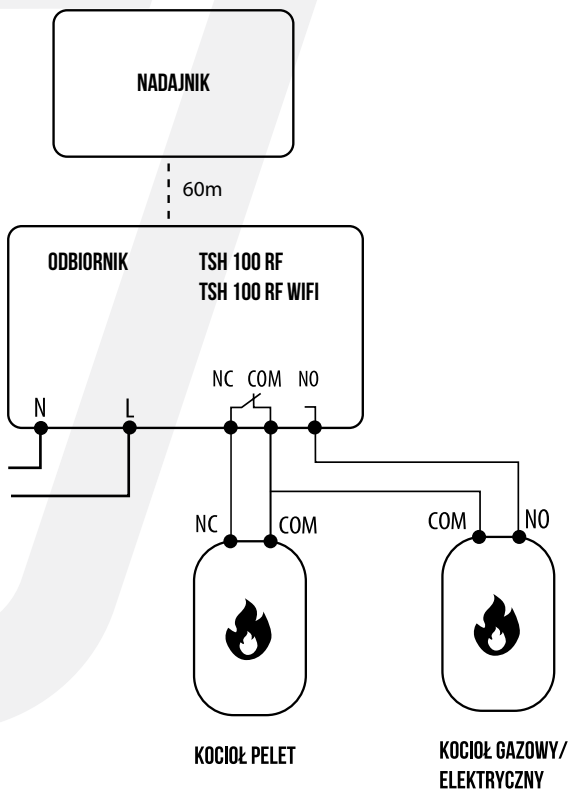 NADAJNIK
60m
ODBIORNIK
TSH 100 RF
TSH 100 RF WIFI
NC COM NO
N L
NC COM
COM NO
KOCIOŁ PELET
KOCIOŁ GAZOWY/
ELEKTRYCZNY